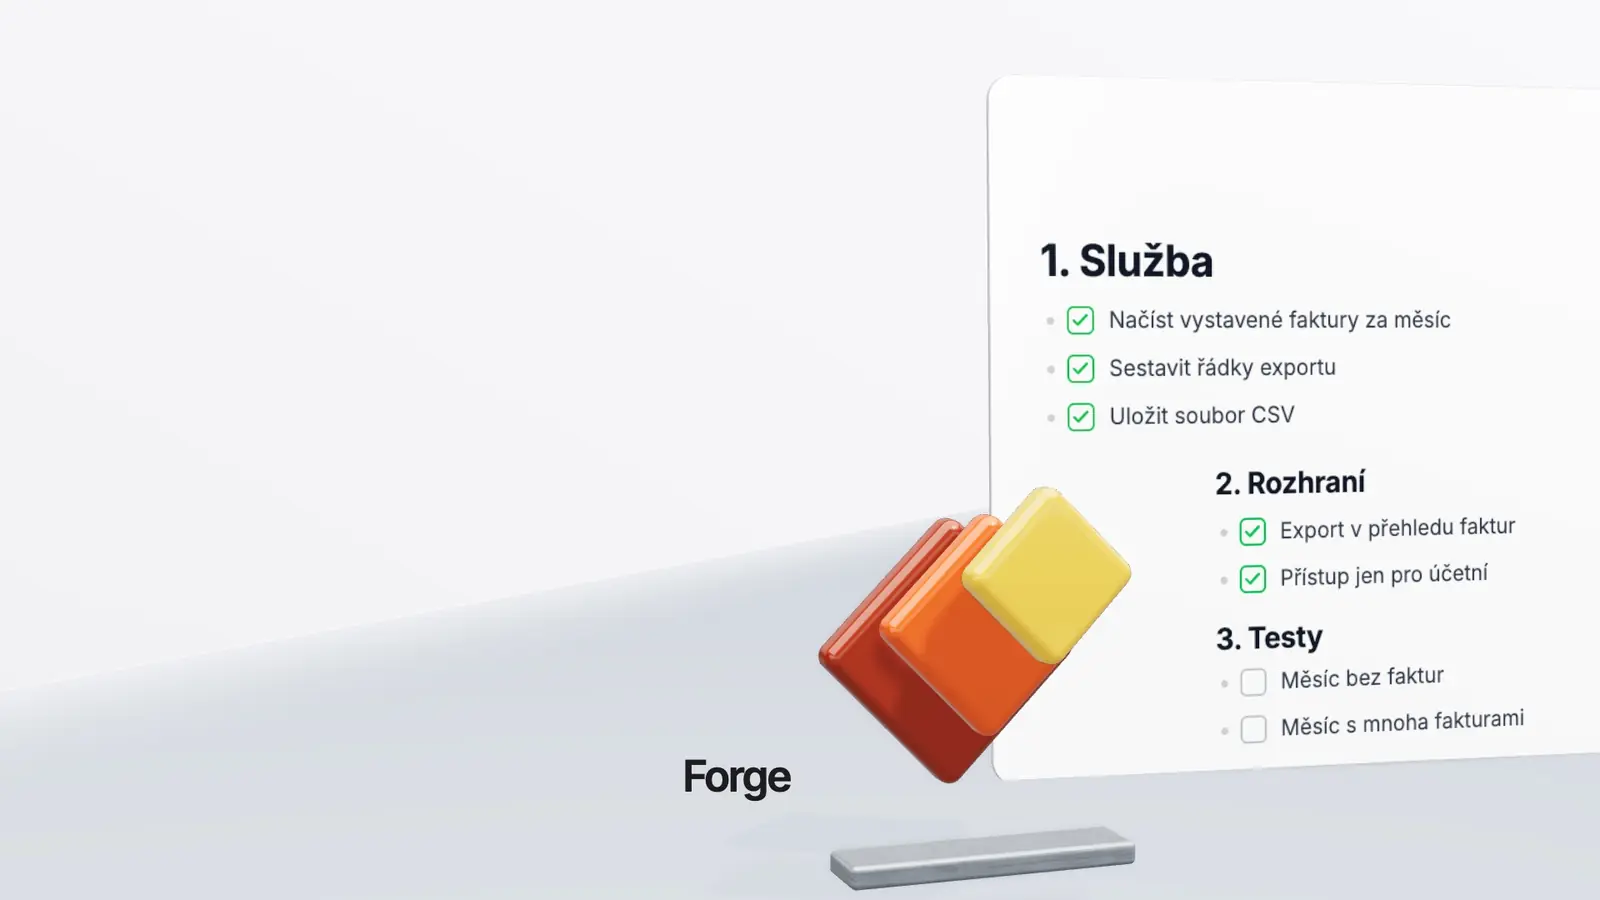 1. Služba
Načíst vystavené faktury za měsíc
Sestavit řádky exportu
Uložit soubor CSV
2. Rozhraní
Export v přehledu faktur
Přístup jen pro účetní
3. Testy
Měsíc bez faktur
Měsíc s mnoha fakturami
Forge